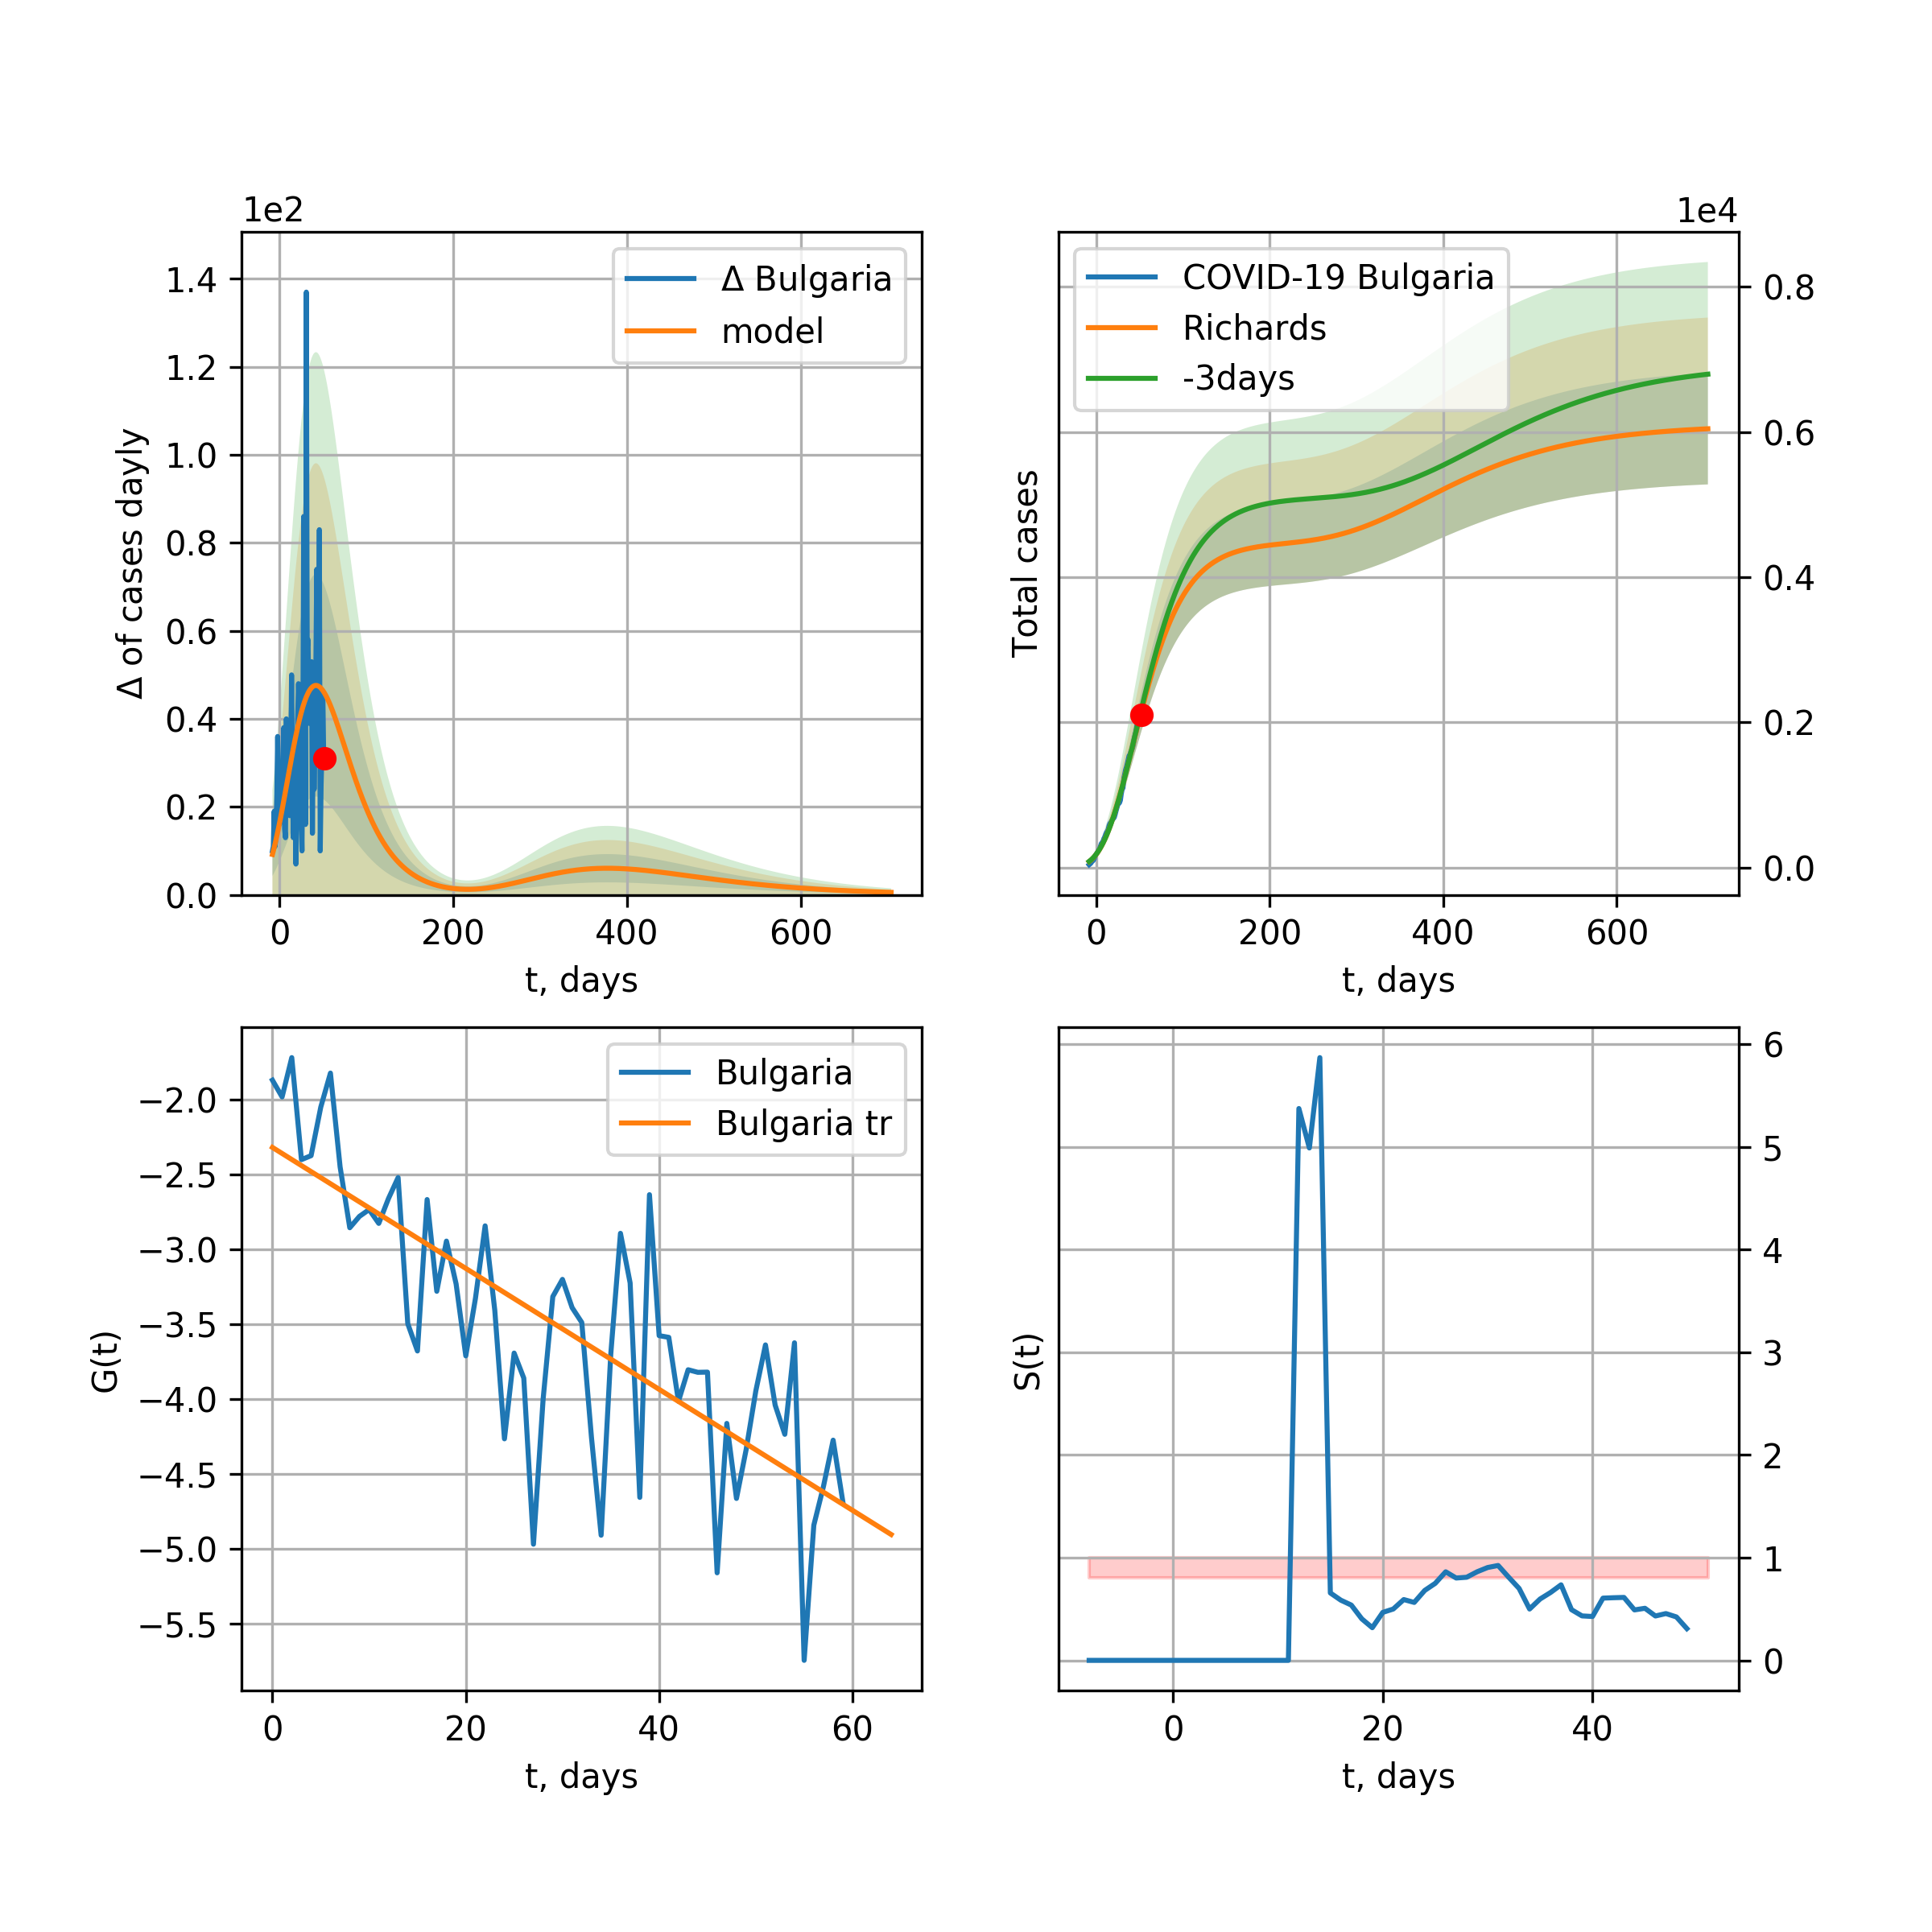 1e2
1.4
1.2
1.0
0.8
0.6
0.4
0.2
0.0
Δ of cases dayly
0 200 400 600
t, days
Δ Bulgaria
model
1e4
0.8
0.6
0.4
0.2
0.0
Total cases
0 200 400 600
t, days
COVID-19 Bulgaria
Richards
-3days
−2.0
−2.5
−3.0
−3.5
−4.0
−4.5
−5.0
−5.5
G(t)
0 20 40 60
t, days
Bulgaria
Bulgaria tr
6
5
4
3
2
1
0
S(t)
0 20 40
t, days